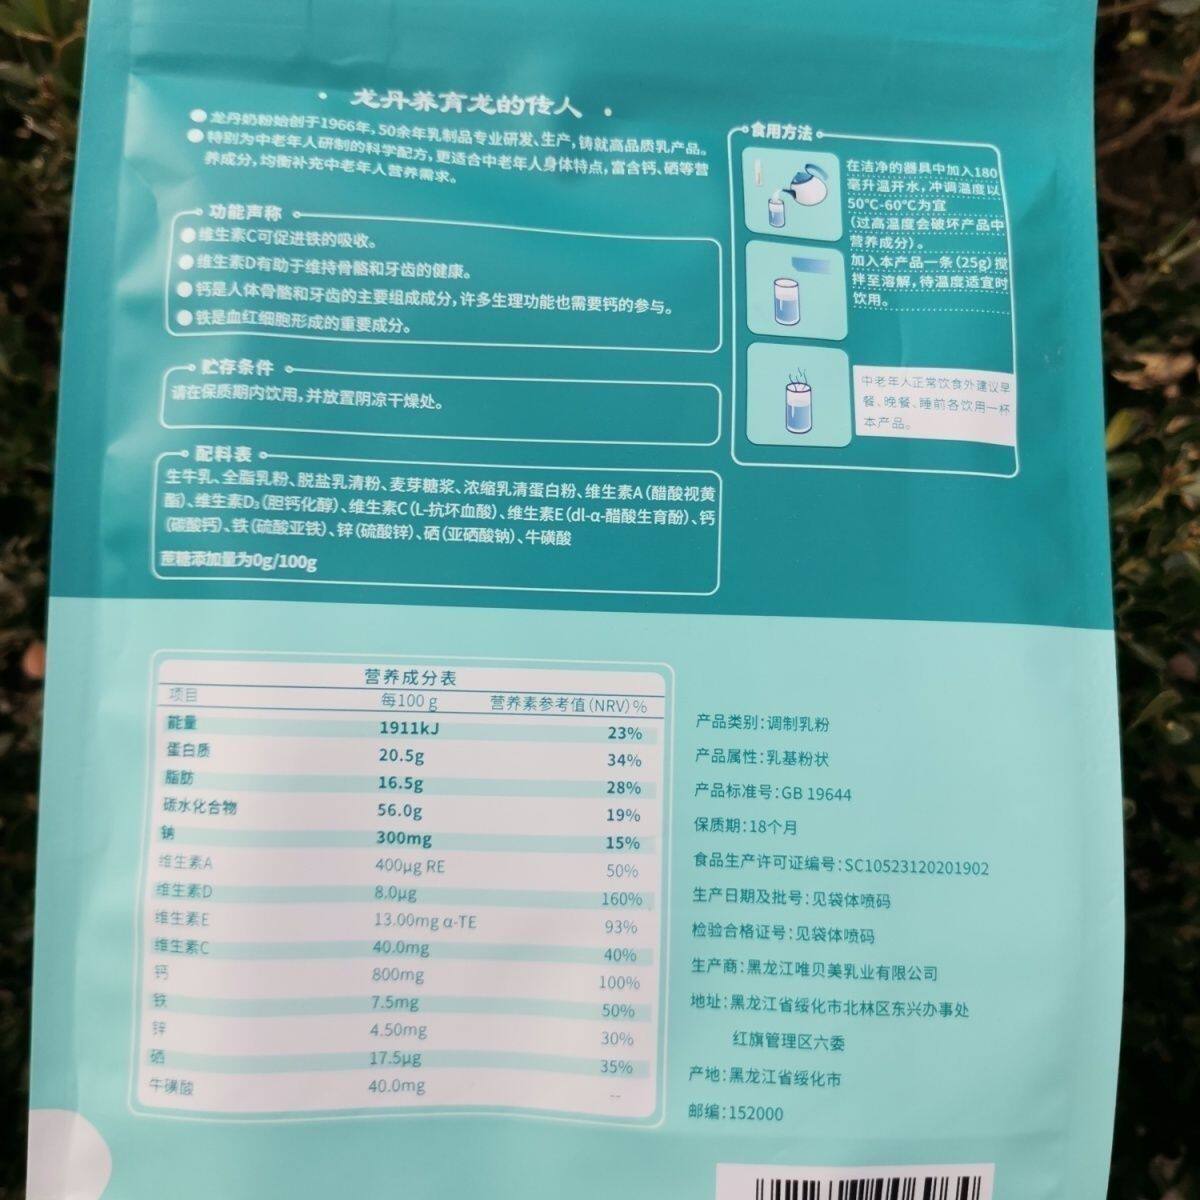 · 龙丹养育龙的传人 ·
●龙丹奶粉始创于1966年,50余年乳制品专业研发、生产,铸就高品质乳产品。
●特别为中老年人研制的科学配方,更适合中老年人身体特点,富含钙、硒等营
养成分,均衡补充中老年人营养需求。
功能声称
●维生素C可促进铁的吸收。
●维生素D有助于维持骨骼和牙齿的健康。
●钙是人体骨骼和牙齿的主要组成成分,许多生理功能也需要钙的参与。
●铁是血红细胞形成的重要成分。
贮存条件
请在保质期内饮用,并放置阴凉干燥处。
配料表
生牛乳、全脂乳粉、脱盐乳清粉、麦芽糖浆、浓缩乳清蛋白粉、维生素A(醋酸视黄
酯)、维生素D₃(胆钙化醇)、维生素C(L-抗坏血酸)、维生素E(dl-α-醋酸生育酚)、钙
(碳酸钙)、铁(硫酸亚铁)、锌(硫酸锌)、硒(亚硒酸钠)、牛磺酸
蔗糖添加量为0g/100g
食用方法
在洁净的器具中加入180
毫升温开水,冲调温度以
50℃-60℃为宜
(过高温度会破坏产品中
营养成分)。
加入本产品一条(25g)搅
拌至溶解,待温度适宜时
饮用。
中老年人正常饮食外建议早
餐、晚餐、睡前各饮用一杯
本产品。
营养成分表
项目 每100g 营养素参考值(NRV)%
能量 1911kJ 23%
蛋白质 20.5g 34%
脂肪 16.5g 28%
碳水化合物 56.0g 19%
钠 300mg 15%
维生素A 400μg RE 50%
维生素D 8.0μg 160%
维生素E 13.00mg α-TE 93%
维生素C 40.0mg 40%
钙 800mg 100%
铁 7.5mg 50%
锌 4.50mg 30%
硒 17.5μg 35%
牛磺酸 40.0mg --
产品类别:调制乳粉
产品属性:乳基粉状
产品标准号:GB 19644
保质期:18个月
食品生产许可证编号:SC10523120201902
生产日期及批号:见袋体喷码
检验合格证号:见袋体喷码
生产商:黑龙江唯贝美乳业有限公司
地址:黑龙江省绥化市北林区东兴办事处
红旗管理区六委
产地:黑龙江省绥化市
邮编:152000